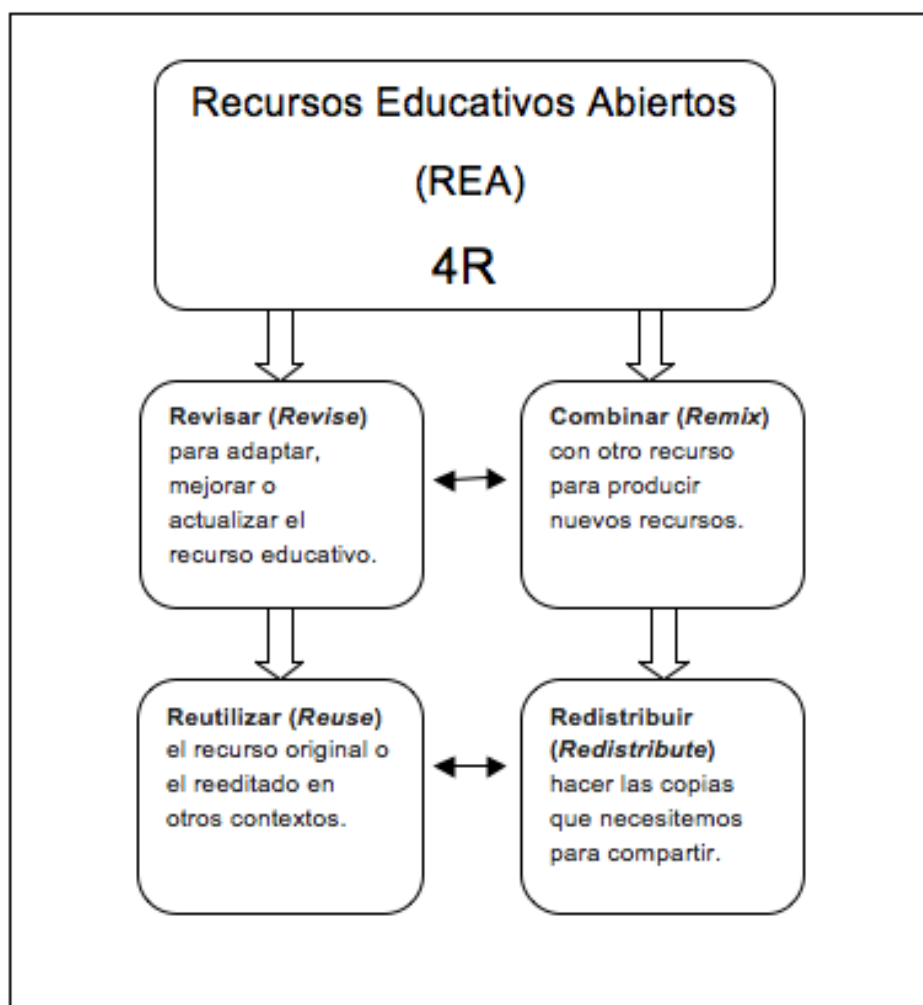 Recursos Educativos Abiertos
(REA)
4R
Revisar (Revise)
para adaptar,
mejorar o
actualizar el
recurso educativo.
Combinar (Remix)
con otro recurso
para producir
nuevos recursos.
Reutilizar (Reuse)
el recurso original o
el reeditado en
otros contextos.
Redistribuir
(Redistribute)
hacer las copias
que necesitemos
para compartir.